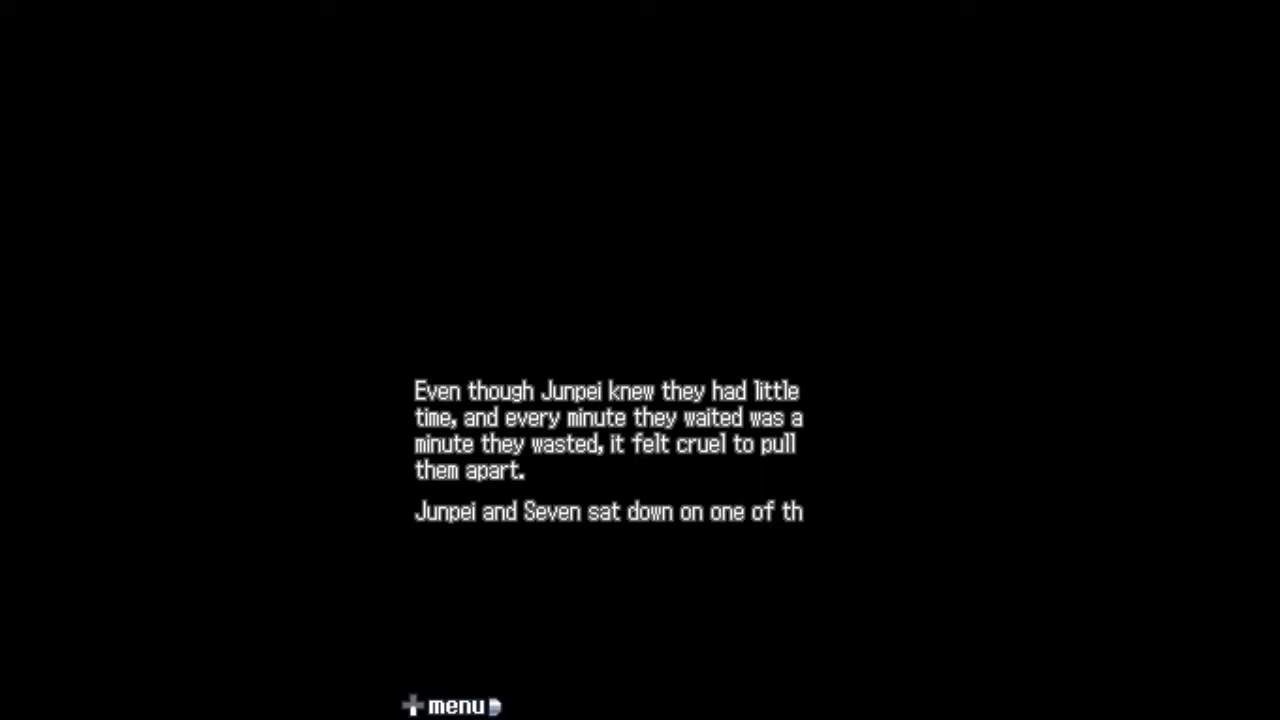 Even though Junpei knew they had little
time, and every minute they waited was a
minute they wasted, it felt cruel to pull
them apart.
Junpei and Seven sat down on one of th
menu